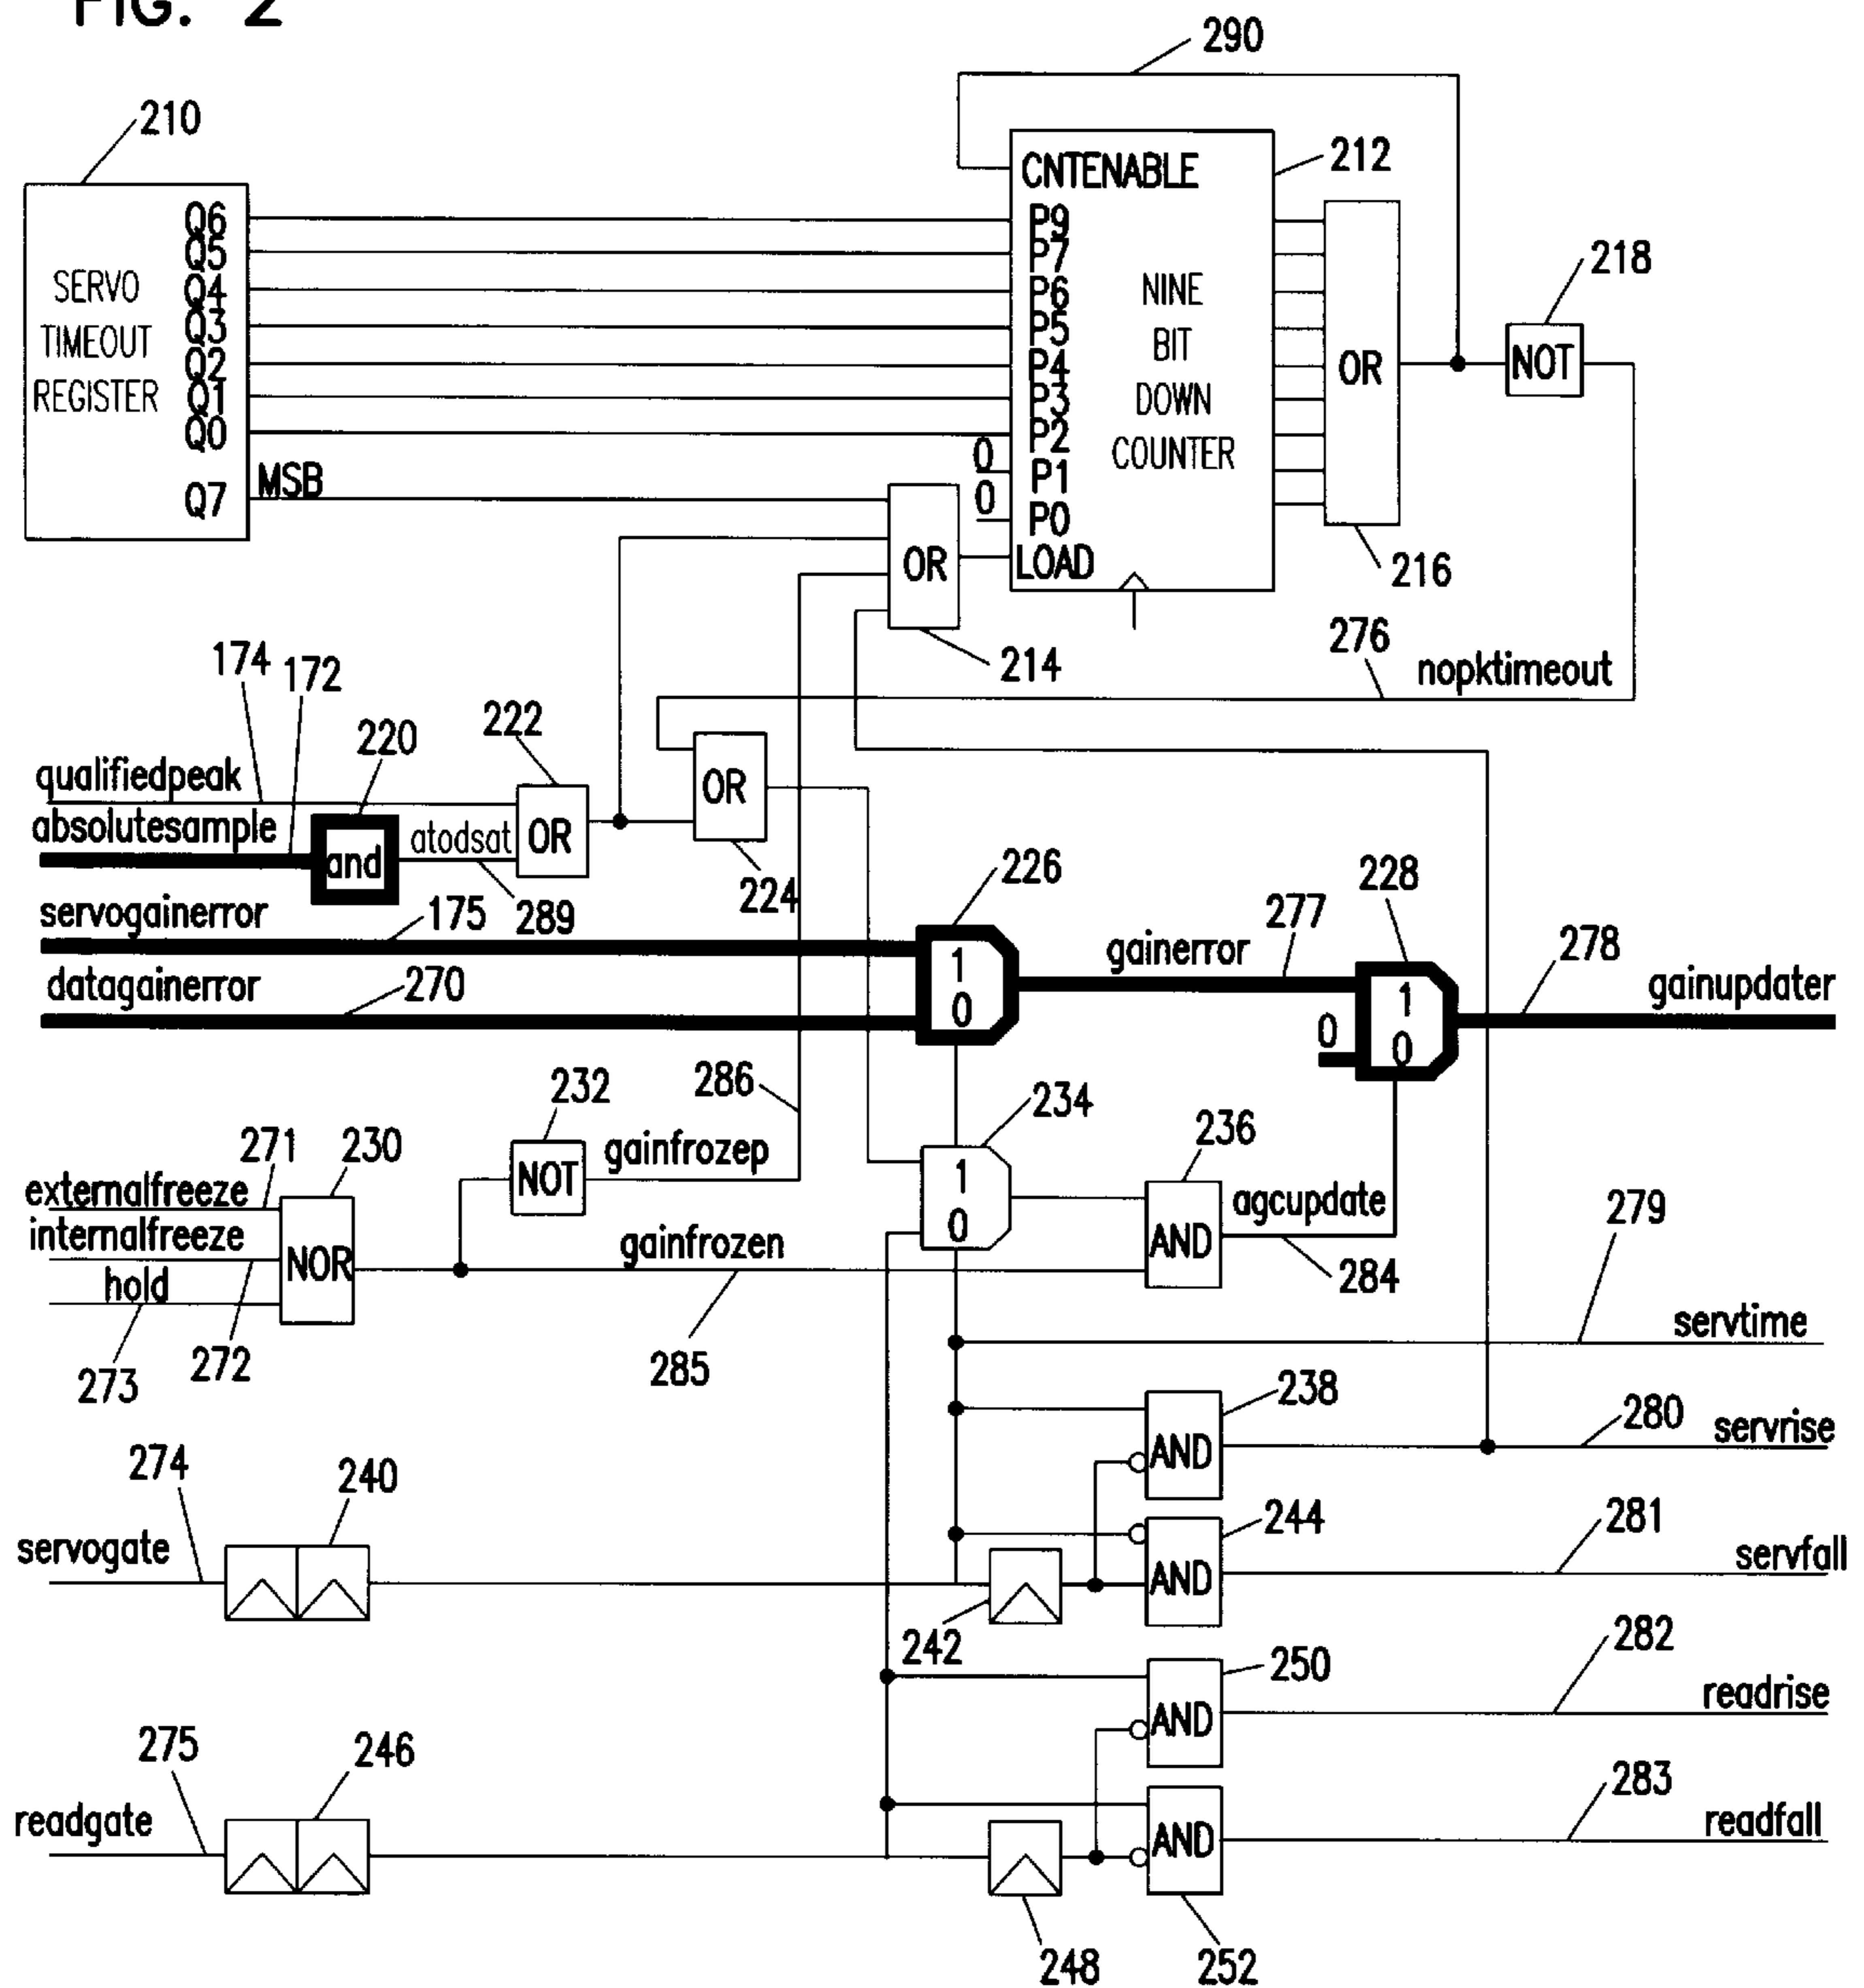 FIG. 2
290
210
212
CNTENABLE
Q6
P9
Q5
P7
SERVO
Q4
P6
NINE
218
TIMEOUT
Q3
P5
BIT
Q2
P4
OR
NOT
REGISTER
Q1
P3
DOWN
Q0
P2
COUNTER
0
P1
Q7
MSB
0
P0
OR
LOAD
216
214
276
nopktimeout
174
172
222
220
qualifiedpeak
OR
absolutesample
atodsat
OR
and
224
226
228
servogainerror
175
289
277
278
gainerror
1
datagainerror
270
1
0
gainupdater
0
0
286
232
234
236
271
230
gainfrozep
NOT
1
externalfreeze
agcupdate
279
internalfreeze
gainfrozen
0
AND
NOR
hold
284
servtime
273
272
285
238
280
servrise
274
240
AND
244
281
servogate
servfall
AND
242
282
250
readrise
275
246
AND
283
readgate
readfall
AND
248
252